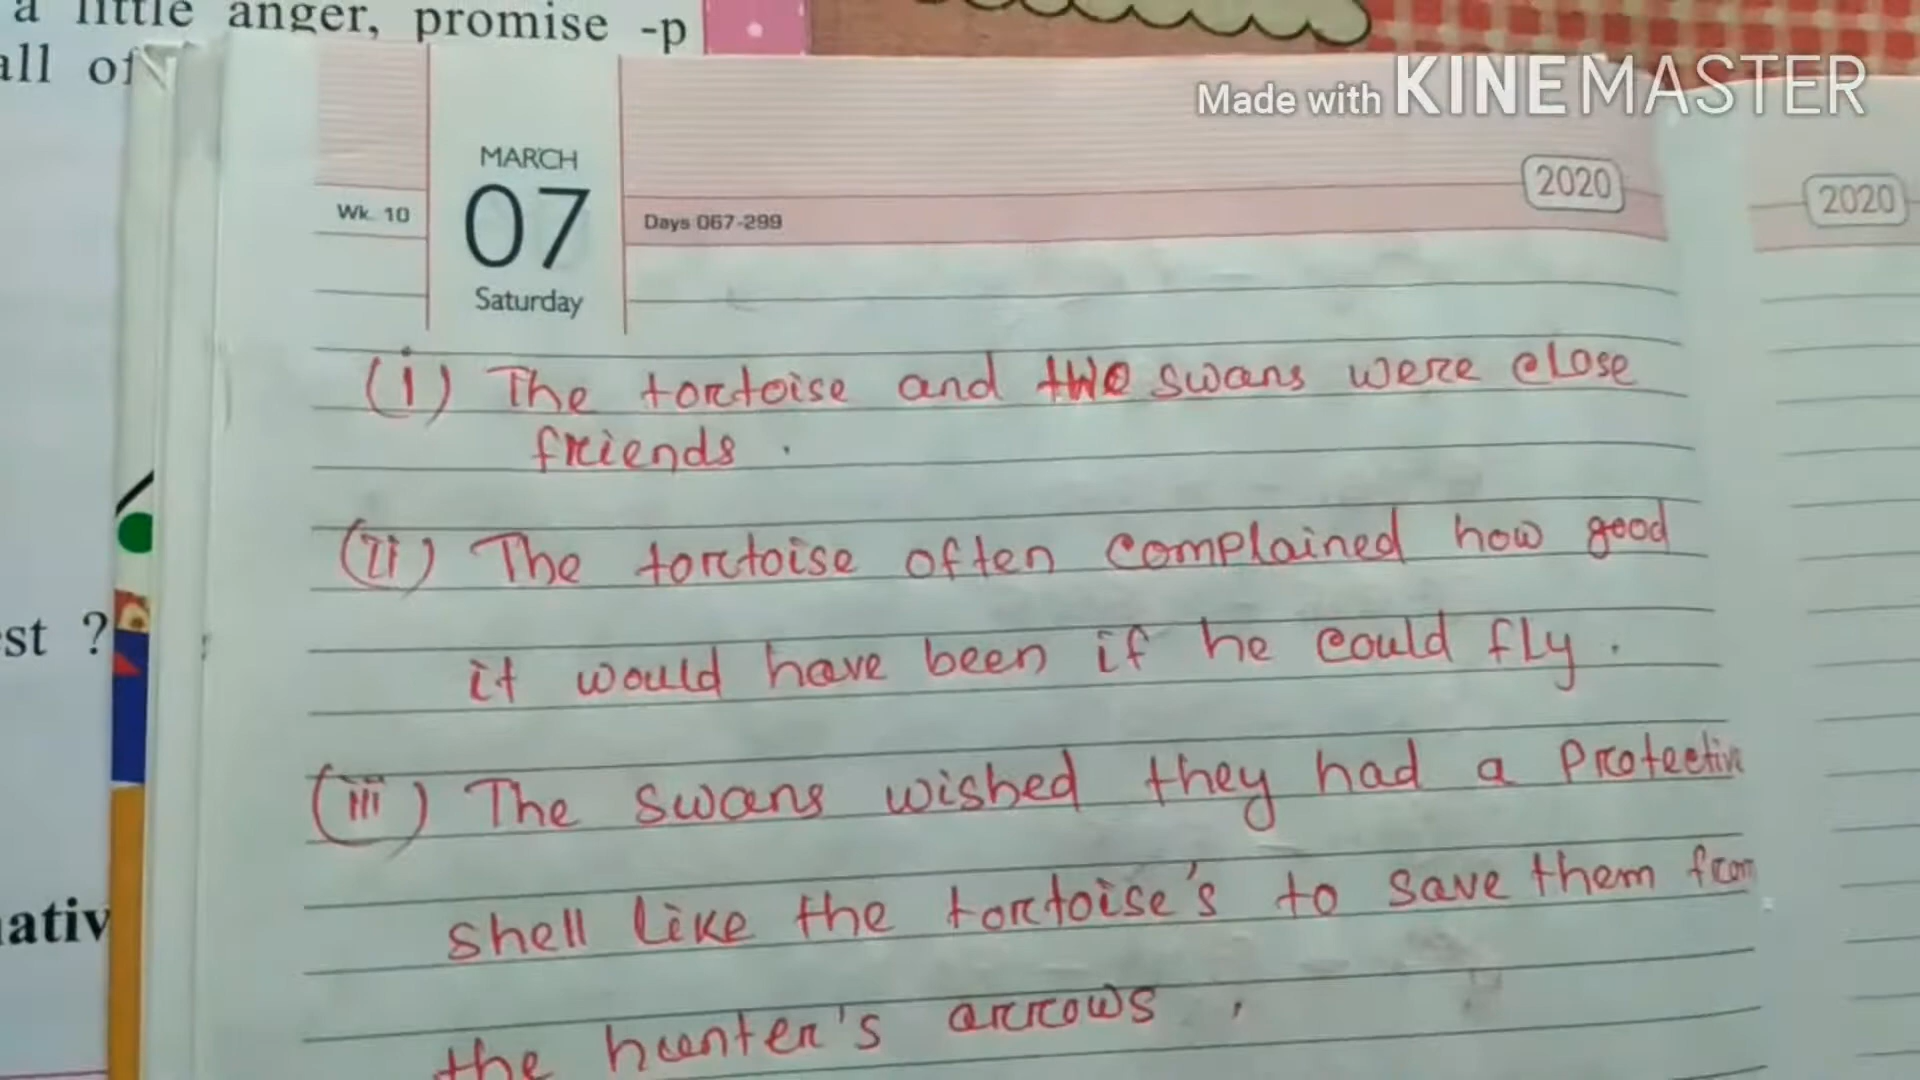 a little anger, promise -p
all of
Made with KINEMASTER
MARCH
07
Saturday
Wk. 10
Days 067-299
2020
2020
(i) The tortoise and two swans were close
friends.
(ii) The tortoise often complained how good
it would have been if he could fly.
st ?
(iii) The swans wished they had a Protective
shell like the tortoise's to save them from
ativ
the hunter's arrows.